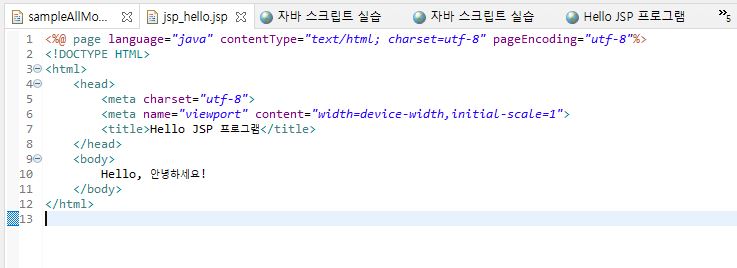 sampleAllMo... jsp_hello.jsp 자바 스크립트 실습 자바 스크립트 실습 Hello JSP 프로그램 »5
1 <%@ page language="java" contentType="text/html; charset=utf-8" pageEncoding="utf-8"%>
2 <!DOCTYPE HTML>
3 <html>
4 <head>
5 <meta charset="utf-8">
6 <meta name="viewport" content="width=device-width,initial-scale=1">
7 <title>Hello JSP 프로그램</title>
8 </head>
9 <body>
10 Hello, 안녕하세요!
11 </body>
12 </html>
13